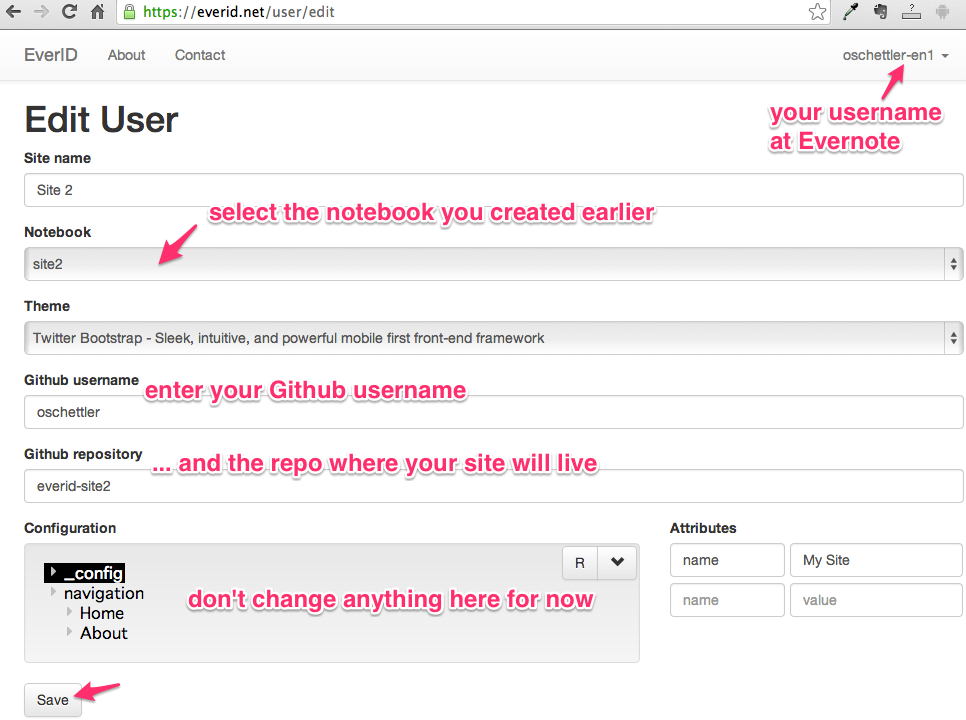 https://everid.net/user/edit
EverID About Contact oschettler-en1
your username
at Evernote
Edit User
Site name
Site 2
select the notebook you created earlier
Notebook
site2
Theme
Twitter Bootstrap - Sleek, intuitive, and powerful mobile first front-end framework
Github username
enter your Github username
oschettler
Github repository
... and the repo where your site will live
everid-site2
Configuration
R
_config
navigation
Home
About
don't change anything here for now
Attributes
name My Site
name value
Save